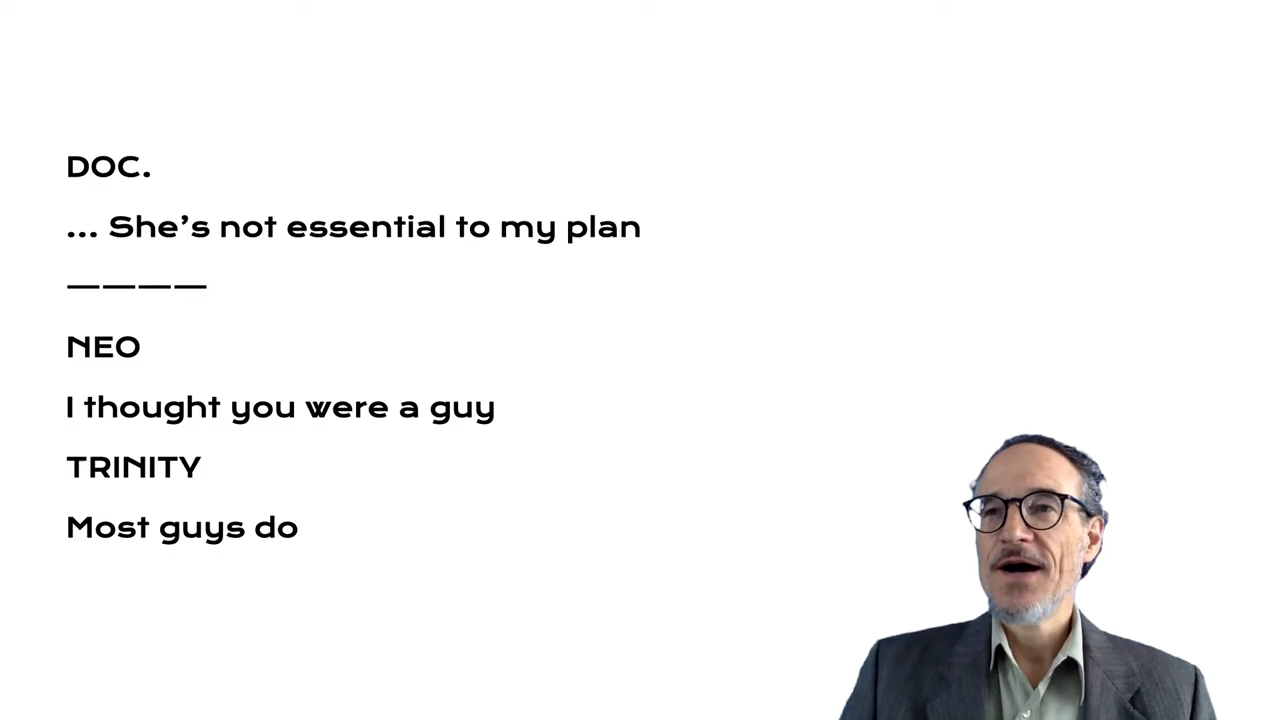 DOC.
... She’s not essential to my plan
————
NEO
I thought you were a guy
TRINITY
Most guys do